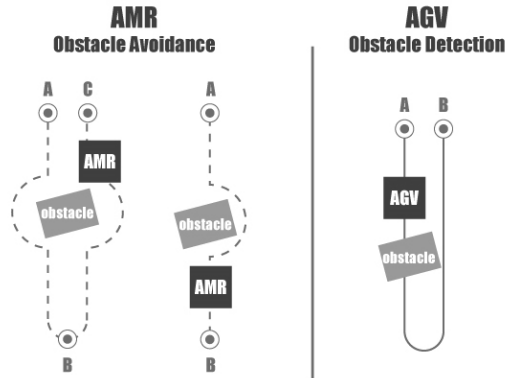 AMR
Obstacle Avoidance
A C
AMR
obstacle
B
A
obstacle
AMR
B
AGV
Obstacle Detection
A B
AGV
obstacle